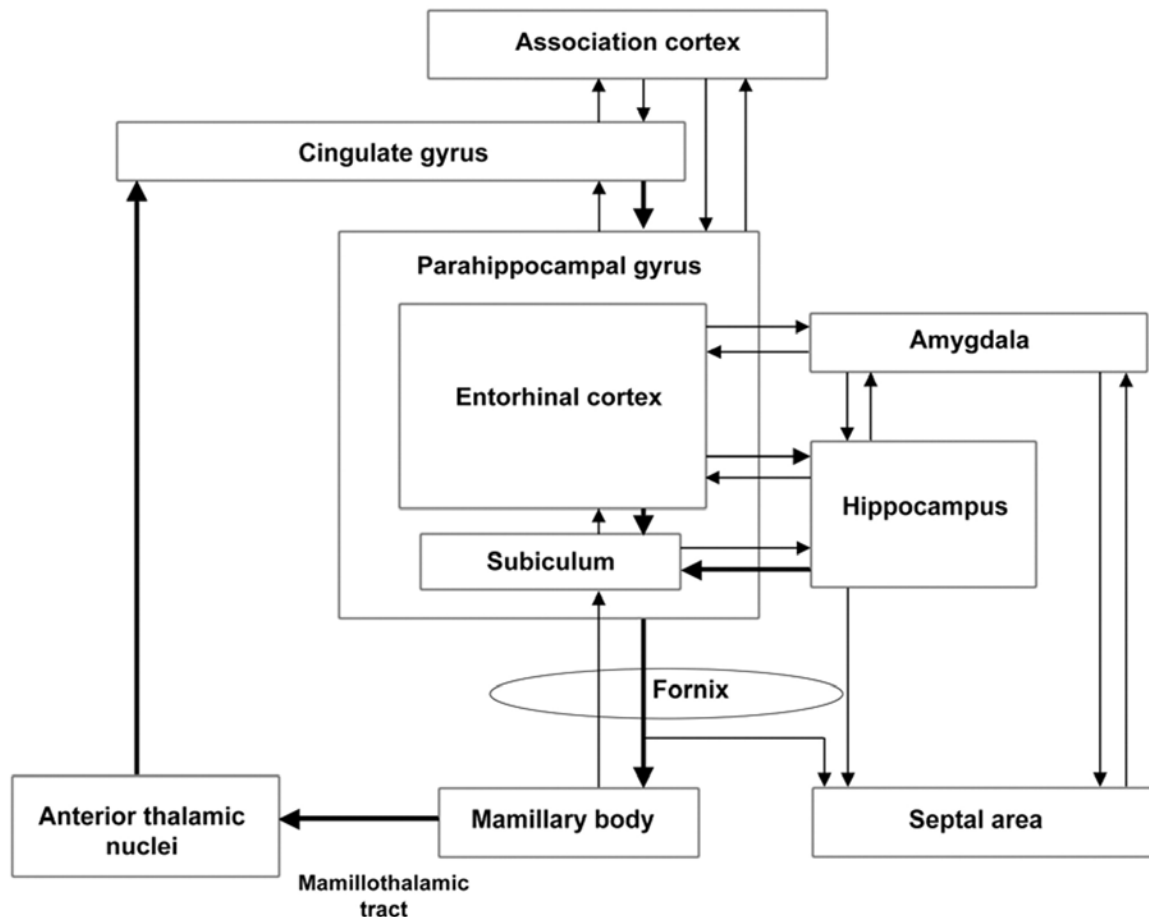 Association cortex
Cingulate gyrus
Parahippocampal gyrus
Amygdala
Entorhinal cortex
Hippocampus
Subiculum
Fornix
Anterior thalamic
nuclei
Mamillary body
Septal area
Mamillothalamic
tract